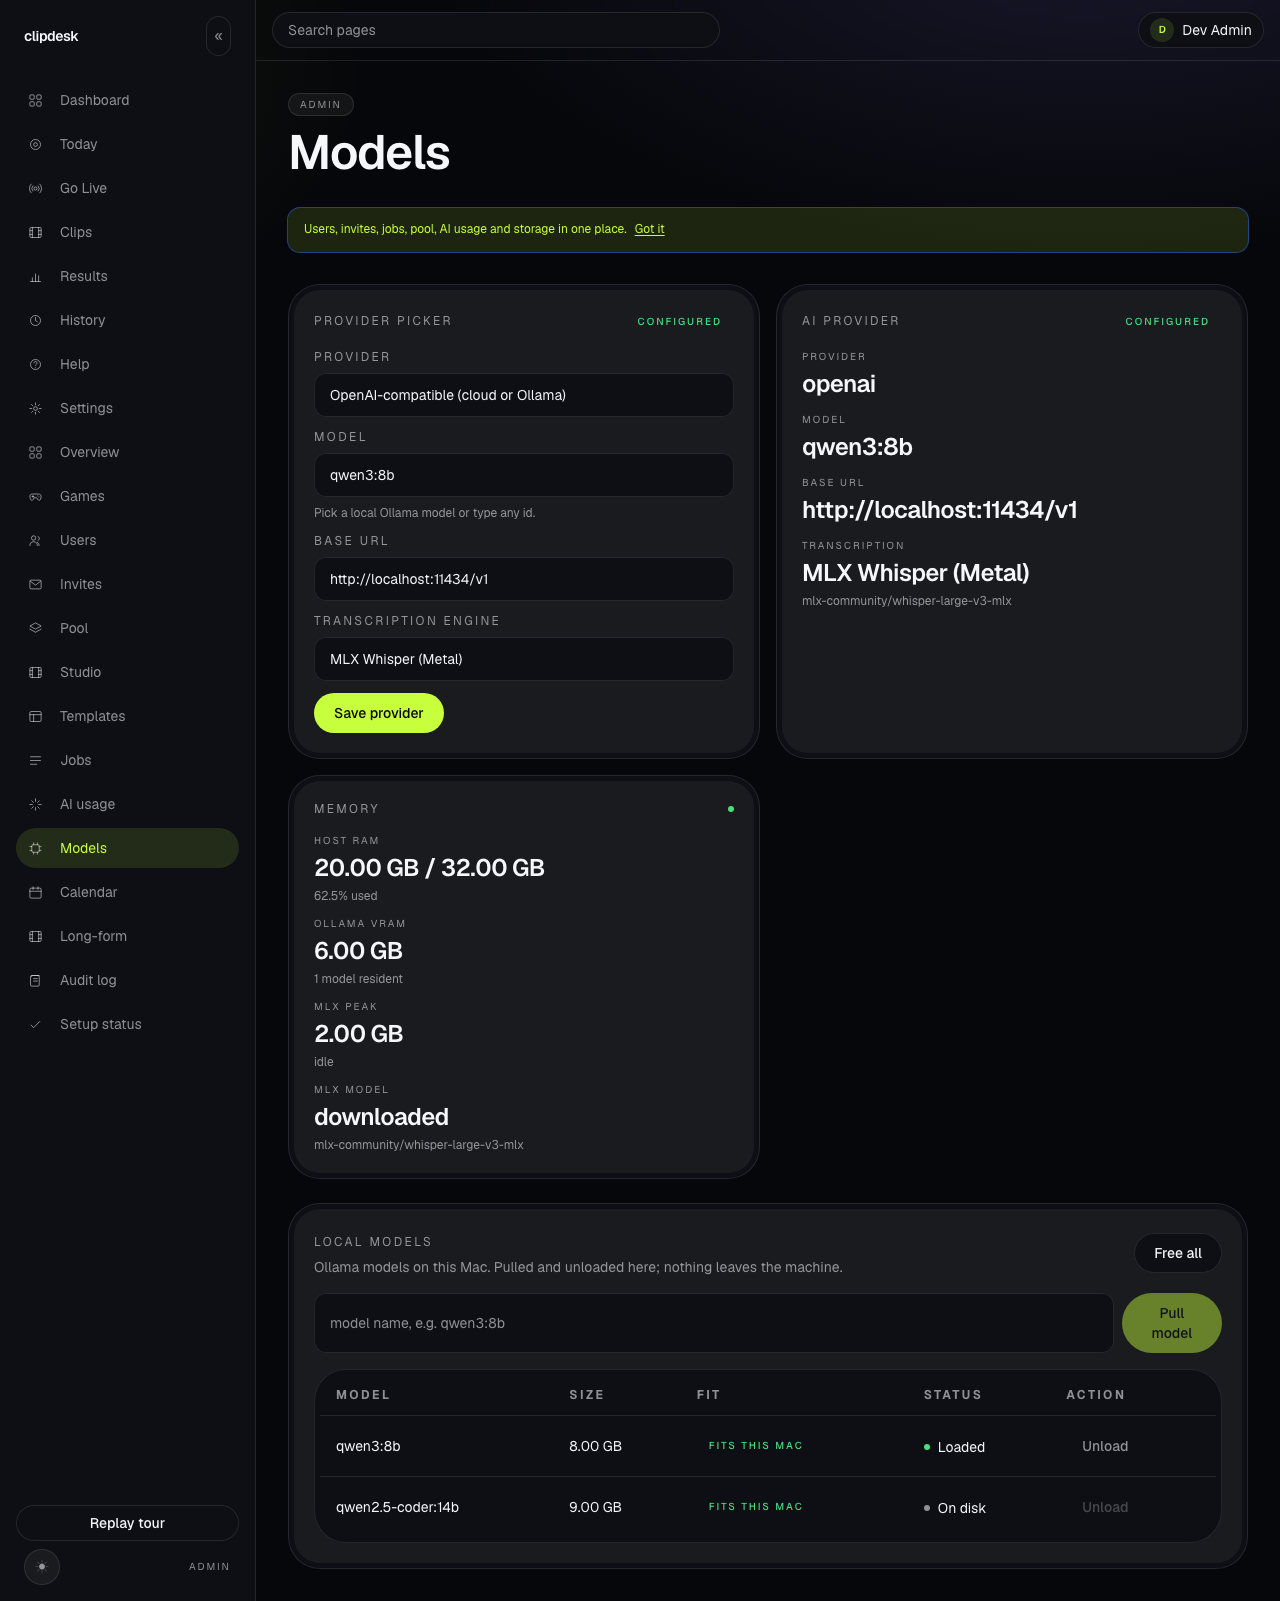 clipdesk
«
Dashboard
Today
Go Live
Clips
Results
History
Help
Settings
Overview
Games
Users
Invites
Pool
Studio
Templates
Jobs
AI usage
Models
Calendar
Long-form
Audit log
Setup status
Replay tour
ADMIN
Search pages
D Dev Admin
ADMIN
Models
Users, invites, jobs, pool, AI usage and storage in one place. Got it
PROVIDER PICKER CONFIGURED
PROVIDER
OpenAI-compatible (cloud or Ollama)
MODEL
qwen3:8b
Pick a local Ollama model or type any id.
BASE URL
http://localhost:11434/v1
TRANSCRIPTION ENGINE
MLX Whisper (Metal)
Save provider
AI PROVIDER CONFIGURED
PROVIDER
openai
MODEL
qwen3:8b
BASE URL
http://localhost:11434/v1
TRANSCRIPTION
MLX Whisper (Metal)
mlx-community/whisper-large-v3-mlx
MEMORY
HOST RAM
20.00 GB / 32.00 GB
62.5% used
OLLAMA VRAM
6.00 GB
1 model resident
MLX PEAK
2.00 GB
idle
MLX MODEL
downloaded
mlx-community/whisper-large-v3-mlx
LOCAL MODELS
Ollama models on this Mac. Pulled and unloaded here; nothing leaves the machine.
Free all
model name, e.g. qwen3:8b
Pull
model
MODEL SIZE FIT STATUS ACTION
qwen3:8b 8.00 GB FITS THIS MAC Loaded Unload
qwen2.5-coder:14b 9.00 GB FITS THIS MAC On disk Unload